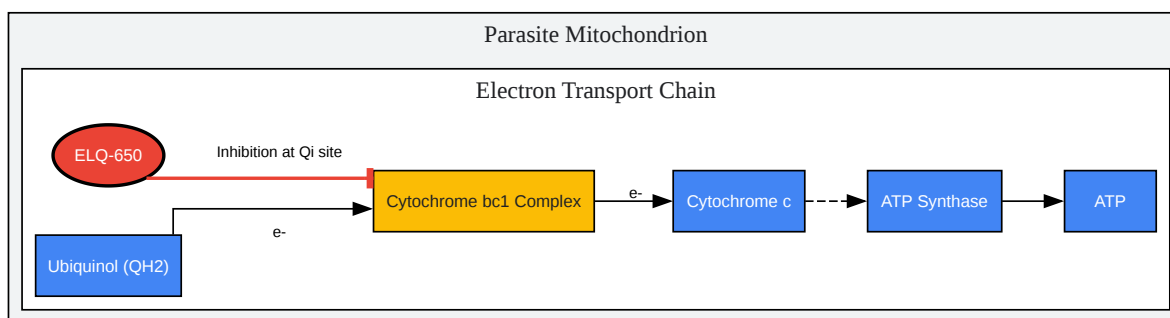 Parasite Mitochondrion
Electron Transport Chain
ELQ-650
Inhibition at Qi site
Cytochrome bc1 Complex
e-
Cytochrome c
ATP Synthase
ATP
e-
Ubiquinol (QH2)